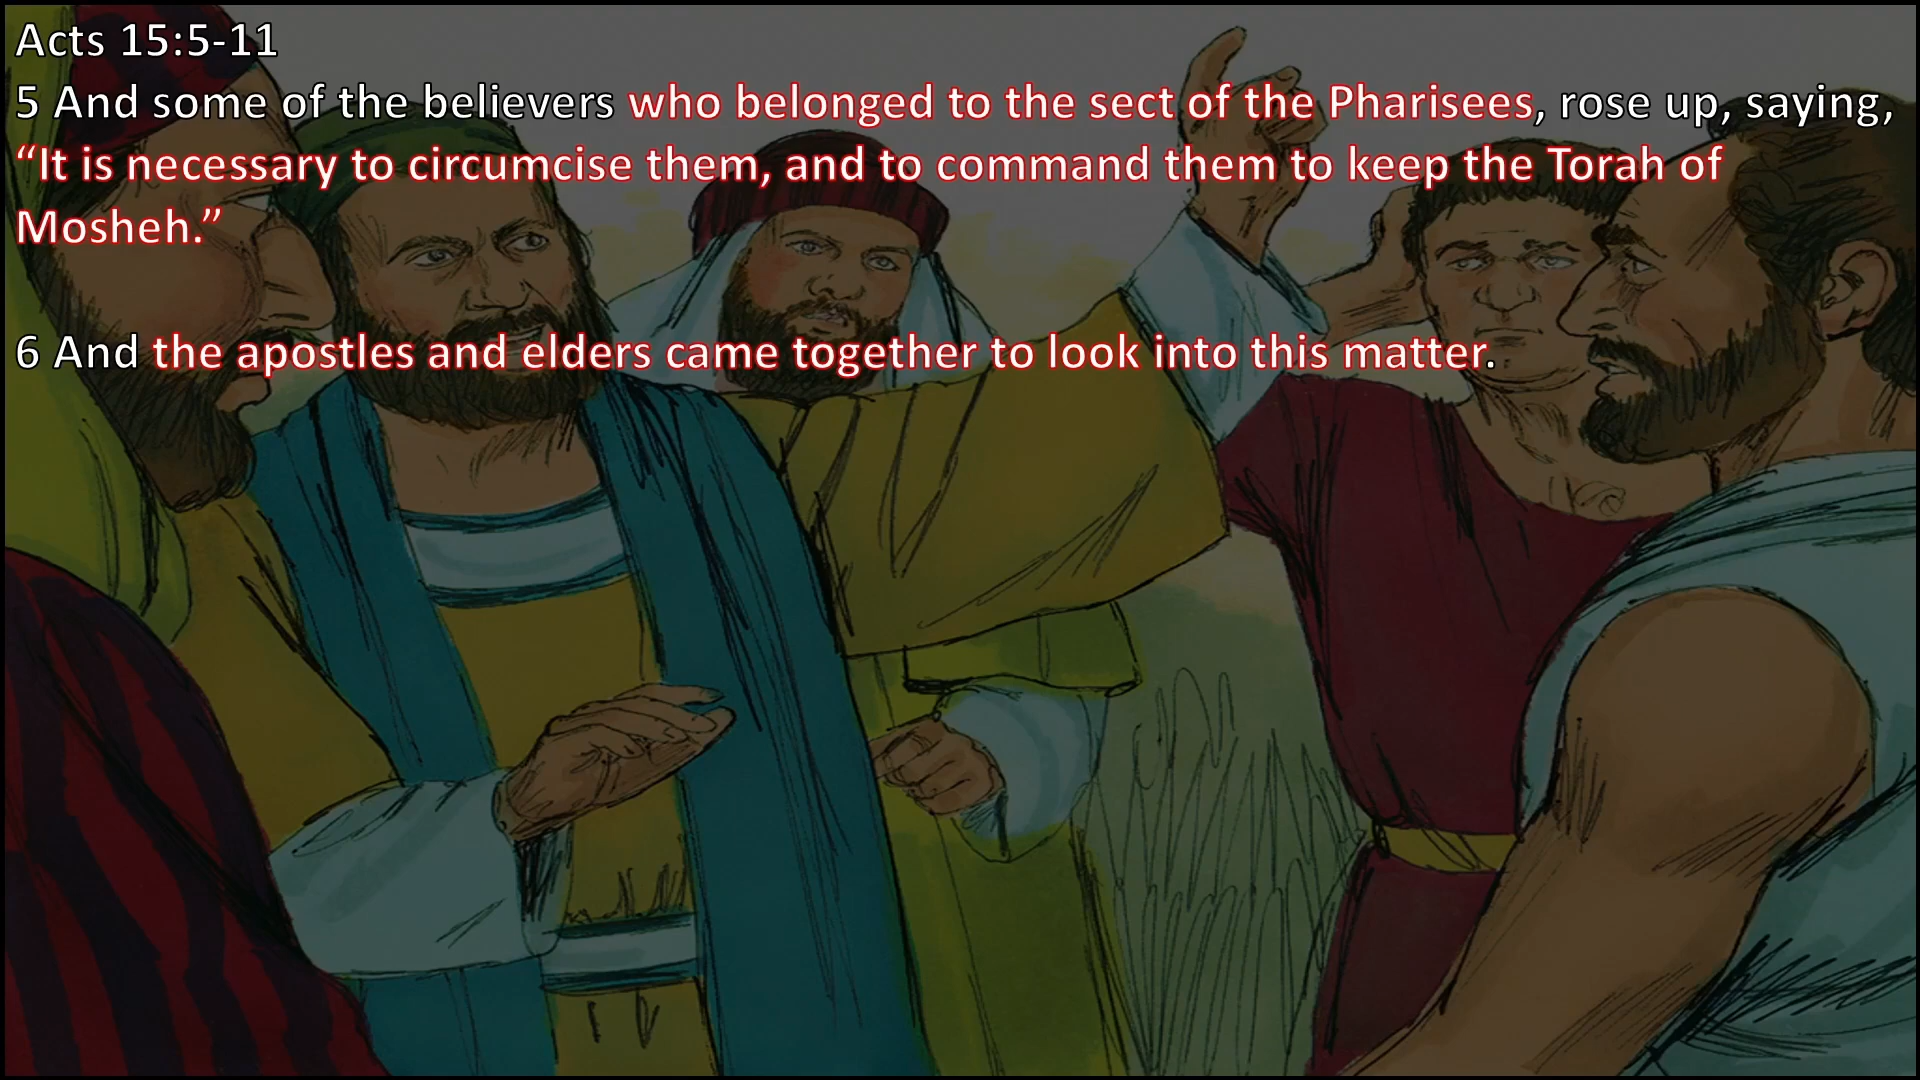 Acts 15:5-11
5 And some of the believers who belonged to the sect of the Pharisees, rose up, saying,
“It is necessary to circumcise them, and to command them to keep the Torah of
Mosheh.”
6 And the apostles and elders came together to look into this matter.